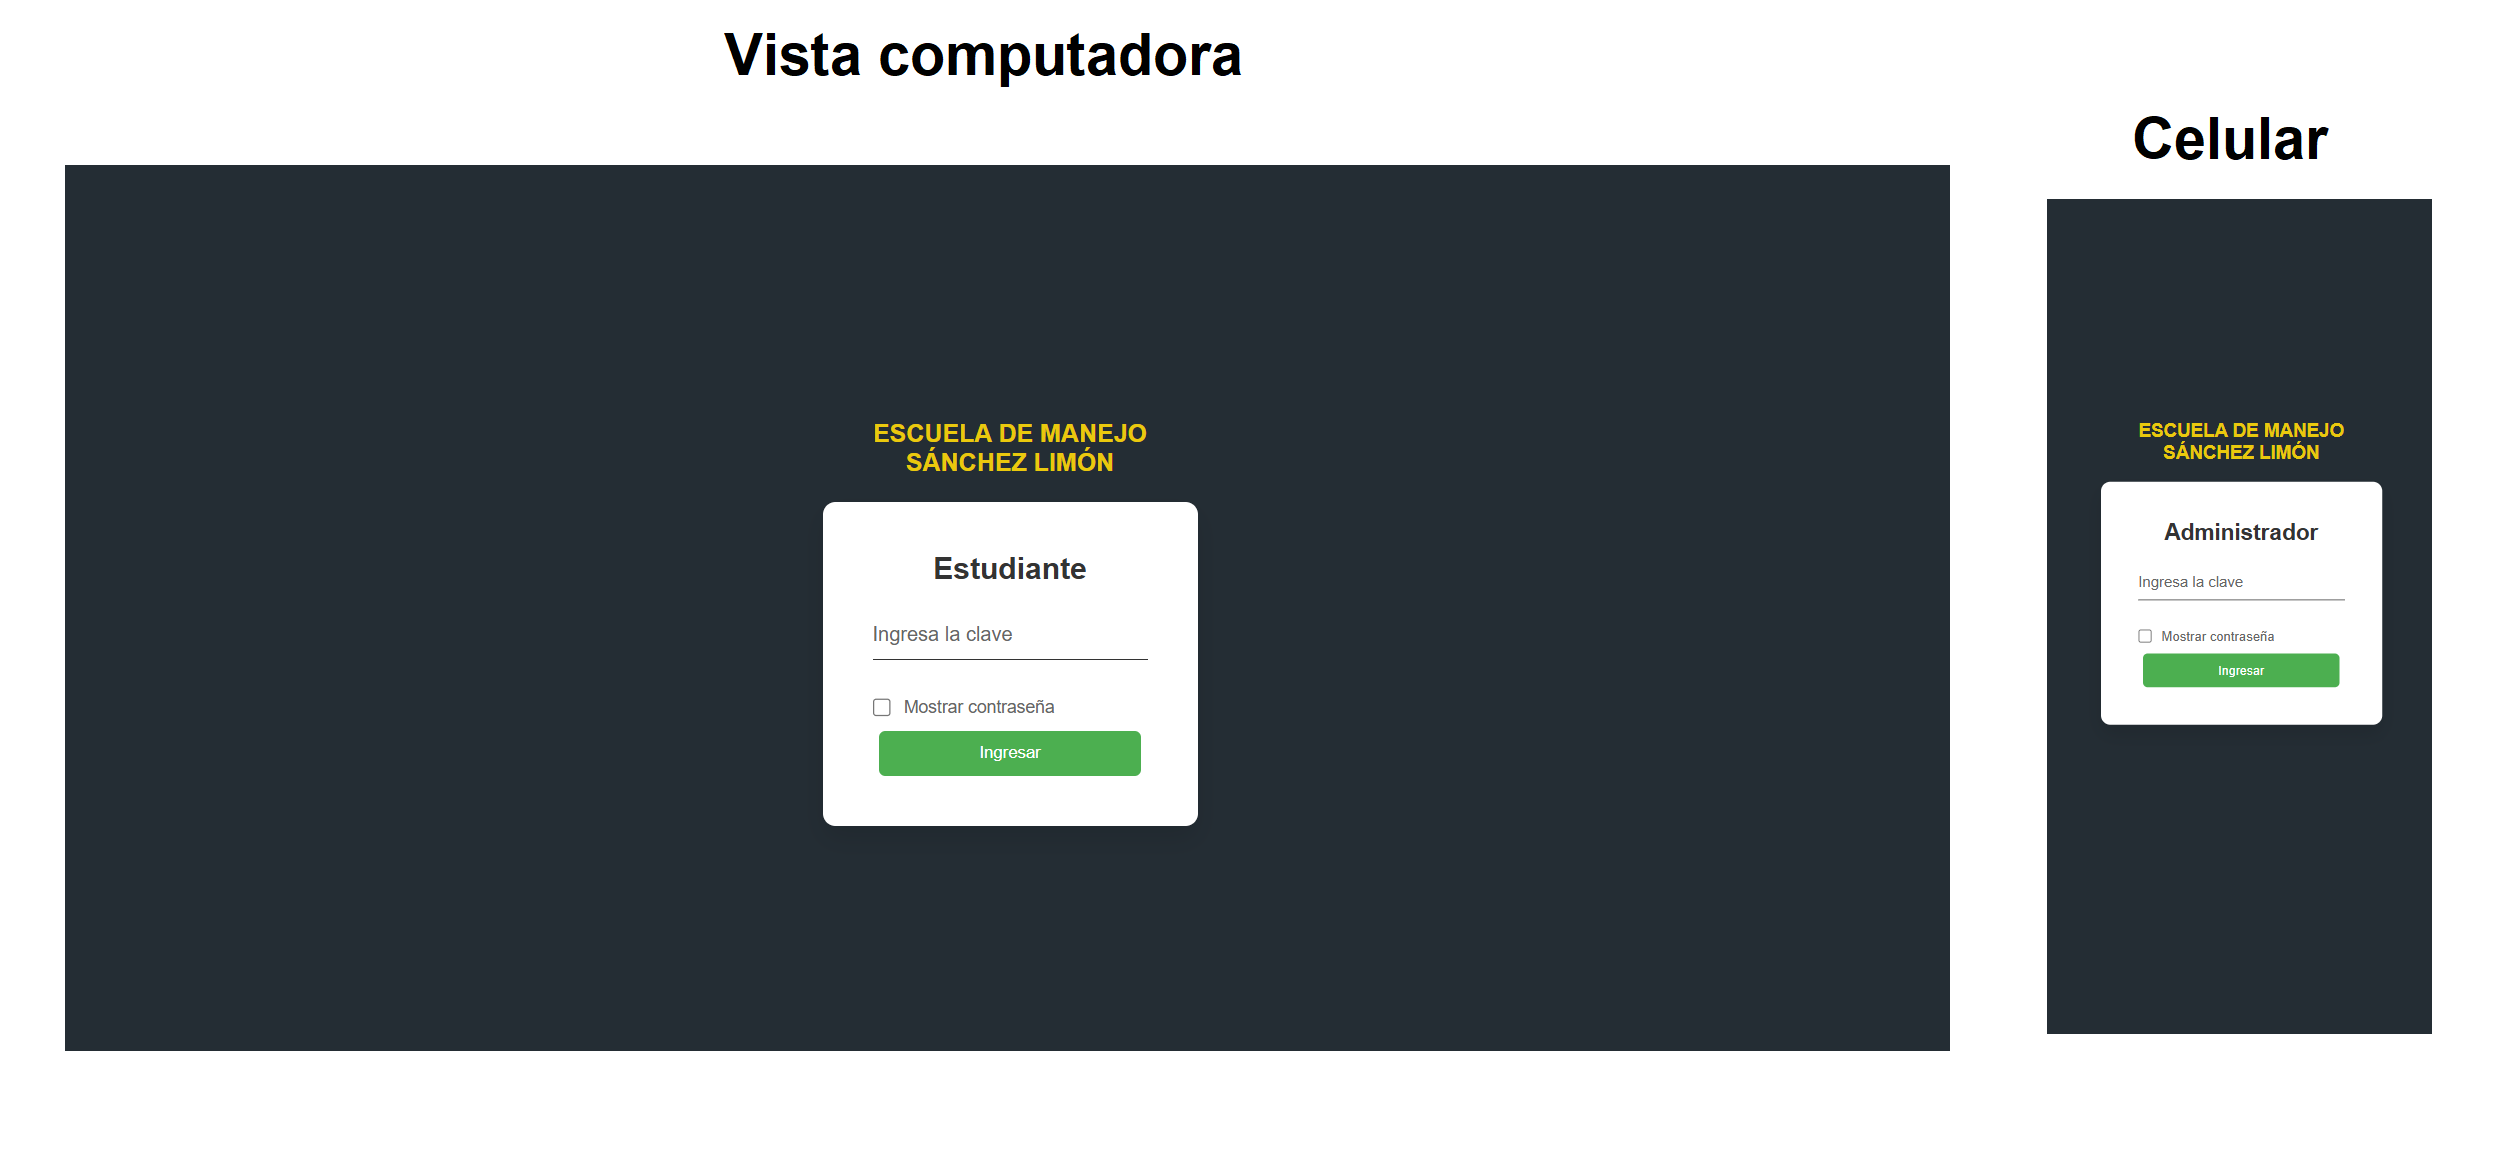 Vista computadora
ESCUELA DE MANEJO
SÁNCHEZ LIMÓN
Estudiante
Ingresa la clave
Mostrar contraseña
Ingresar
Celular
ESCUELA DE MANEJO
SÁNCHEZ LIMÓN
Administrador
Ingresa la clave
Mostrar contraseña
Ingresar